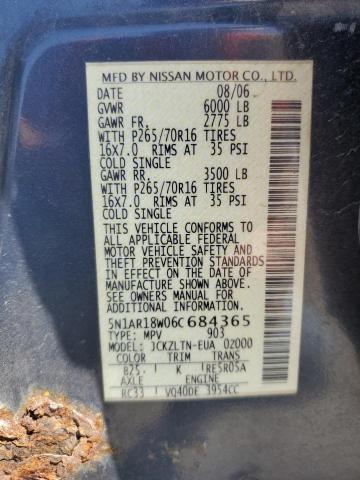 MFD BY NISSAN MOTOR CO., LTD.
DATE 08/06
GVWR 6000 LB
GAWR FR. 2775 LB
WITH P265/70R16 TIRES
16X7.0 RIMS AT 35 PSI
COLD SINGLE
GAWR RR. 3500 LB
WITH P265/70R16 TIRES
16X7.0 RIMS AT 35 PSI
COLD SINGLE
THIS VEHICLE CONFORMS TO
ALL APPLICABLE FEDERAL
MOTOR VEHICLE SAFETY
AND THEFT PREVENTION
STANDARDS IN EFFECT
ON THE DATE OF
MANUFACTURE SHOWN ABOVE.
SEE OWNERS MANUAL FOR
ADDITIONAL INFORMATION.
5N1AR18W06C684365
TYPE: MPV 903
MODEL: JCKZLTN-EUA 02000
COLOR TRIM TRANS
B25 K RE5R05A
AXLE ENGINE
RC33 VQ40DE 3954CC